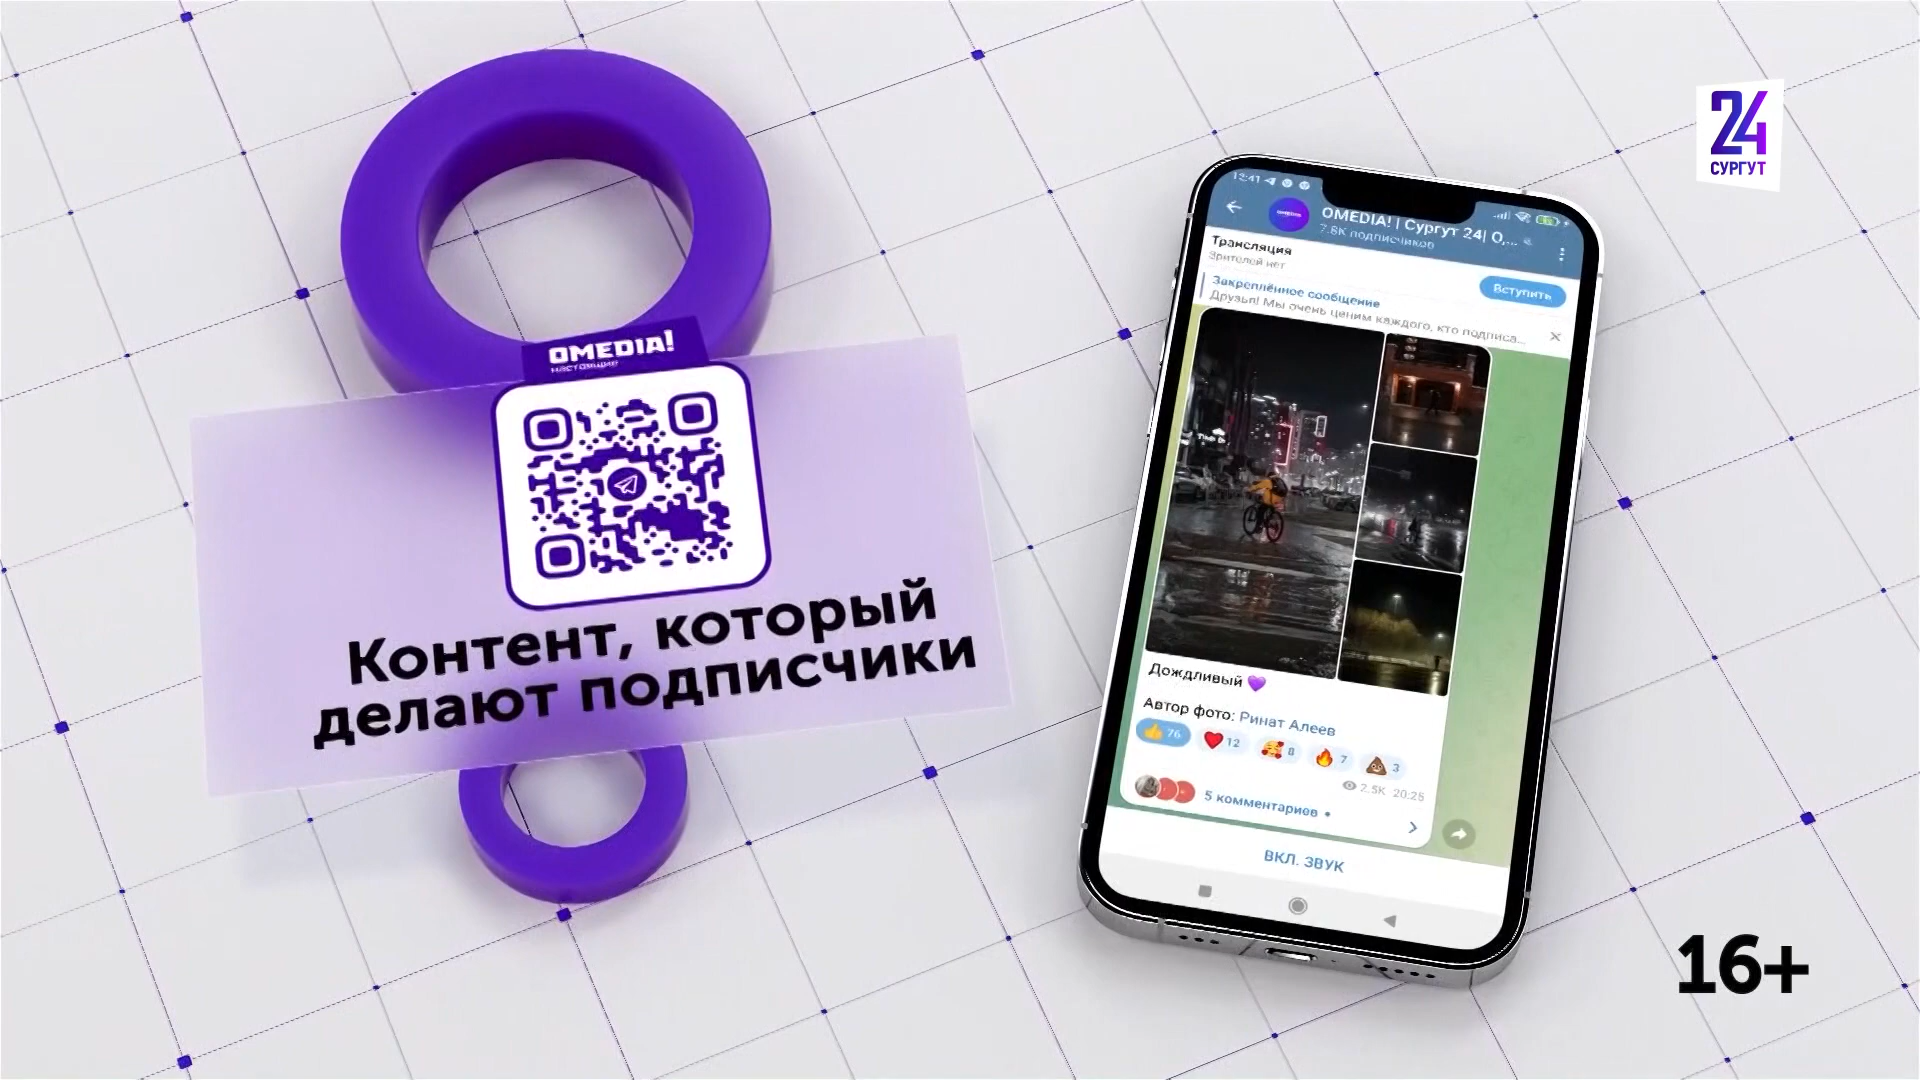 24
СУРГУТ
OMEDIA!
настоящие
Контент, который
делают подписчики
12:41
OMEDIA! | Сургут 24| О,...
7.8K подписчиков
Трансляция
Зрителей нет
Вступить
Закреплённое сообщение
Друзья! Мы очень ценим каждого, кто подписа...
Дождливый 💜
Автор фото: Ринат Алеев
👍 76 ❤️ 12 🥰 8 🔥 7 💩 3
2.5K 20:25
5 комментариев
ВКЛ. ЗВУК
16+